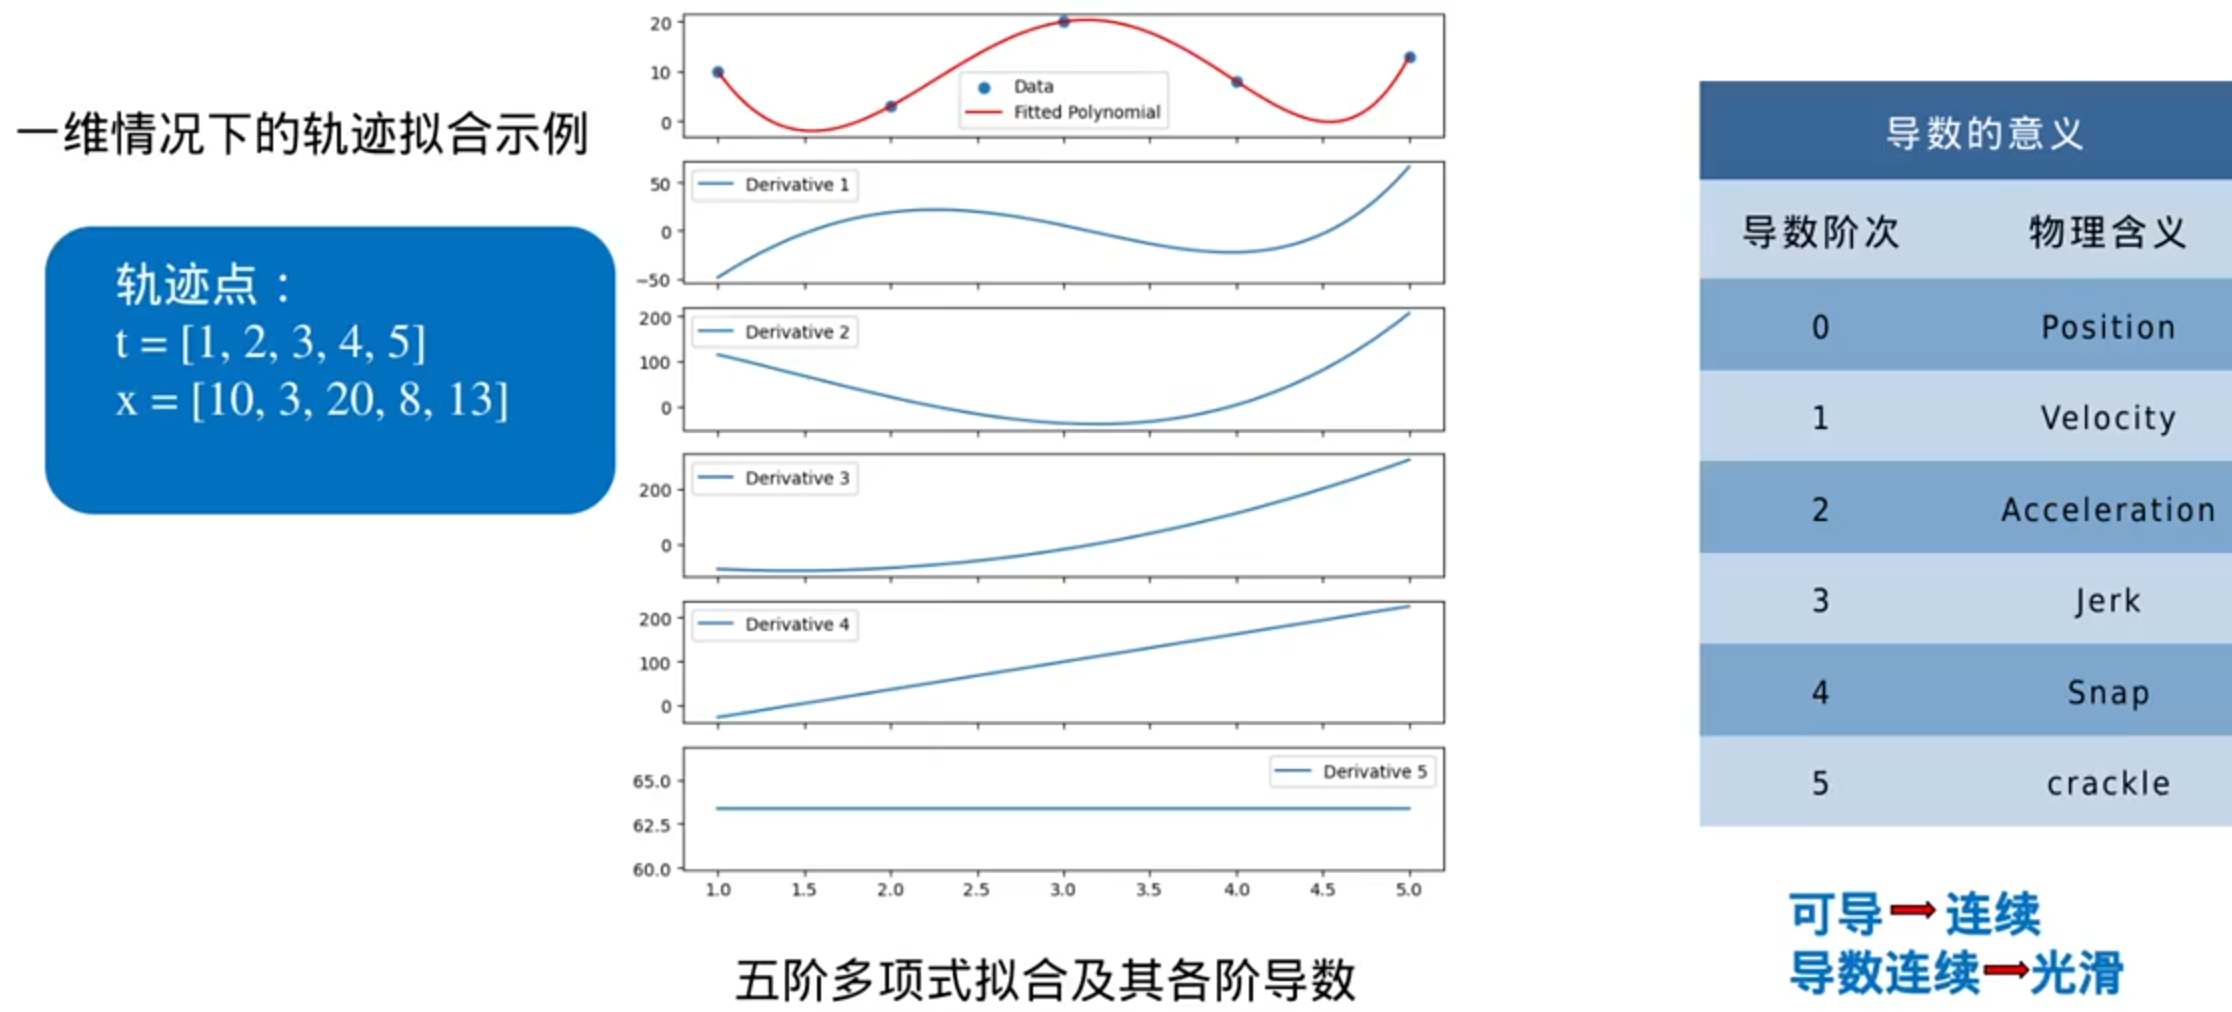 一维情况下的轨迹拟合示例
轨迹点：
t = [1, 2, 3, 4, 5]
x = [10, 3, 20, 8, 13]
20
10
0
Data
Fitted Polynomial
50
0
−50
Derivative 1
200
100
0
Derivative 2
200
0
Derivative 3
200
100
0
Derivative 4
65.0
62.5
60.0
Derivative 5
1.0 1.5 2.0 2.5 3.0 3.5 4.0 4.5 5.0
五阶多项式拟合及其各阶导数
导数的意义
导数阶次 物理含义
0 Position
1 Velocity
2 Acceleration
3 Jerk
4 Snap
5 crackle
可导 连续
导数连续 光滑